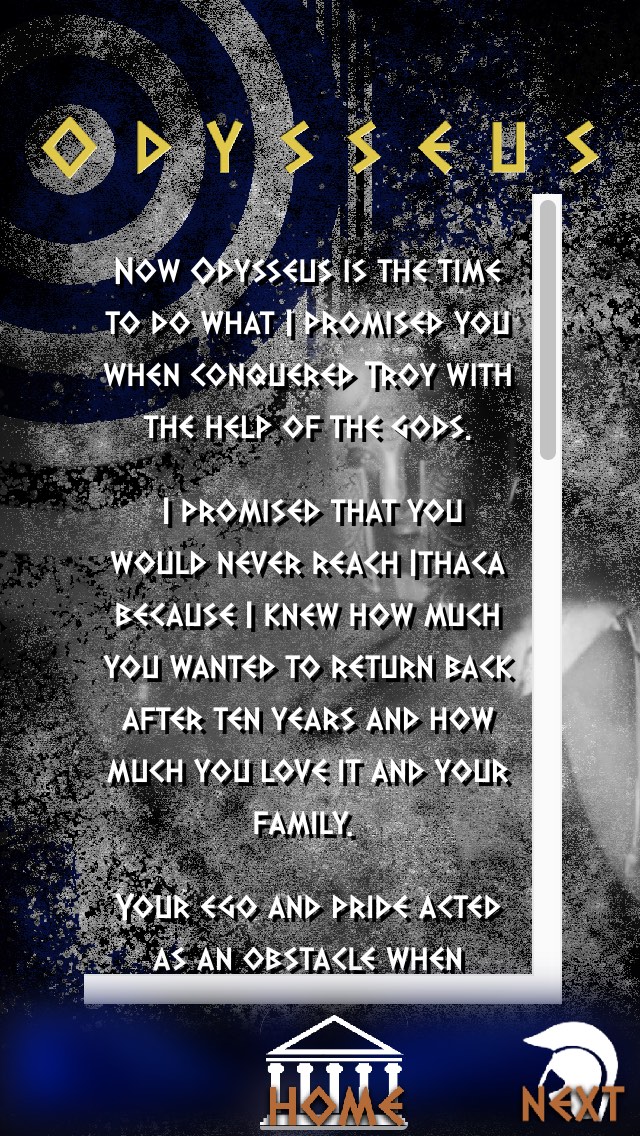 Odysseus
Now Odysseus is the time
to do what I promised you
when conquered Troy with
the help of the gods.
I promised that you
would never reach Ithaca
because I knew how much
you wanted to return back
after ten years and how
much you love it and your
family.
Your ego and pride acted
as an obstacle when
HOME
NEXT